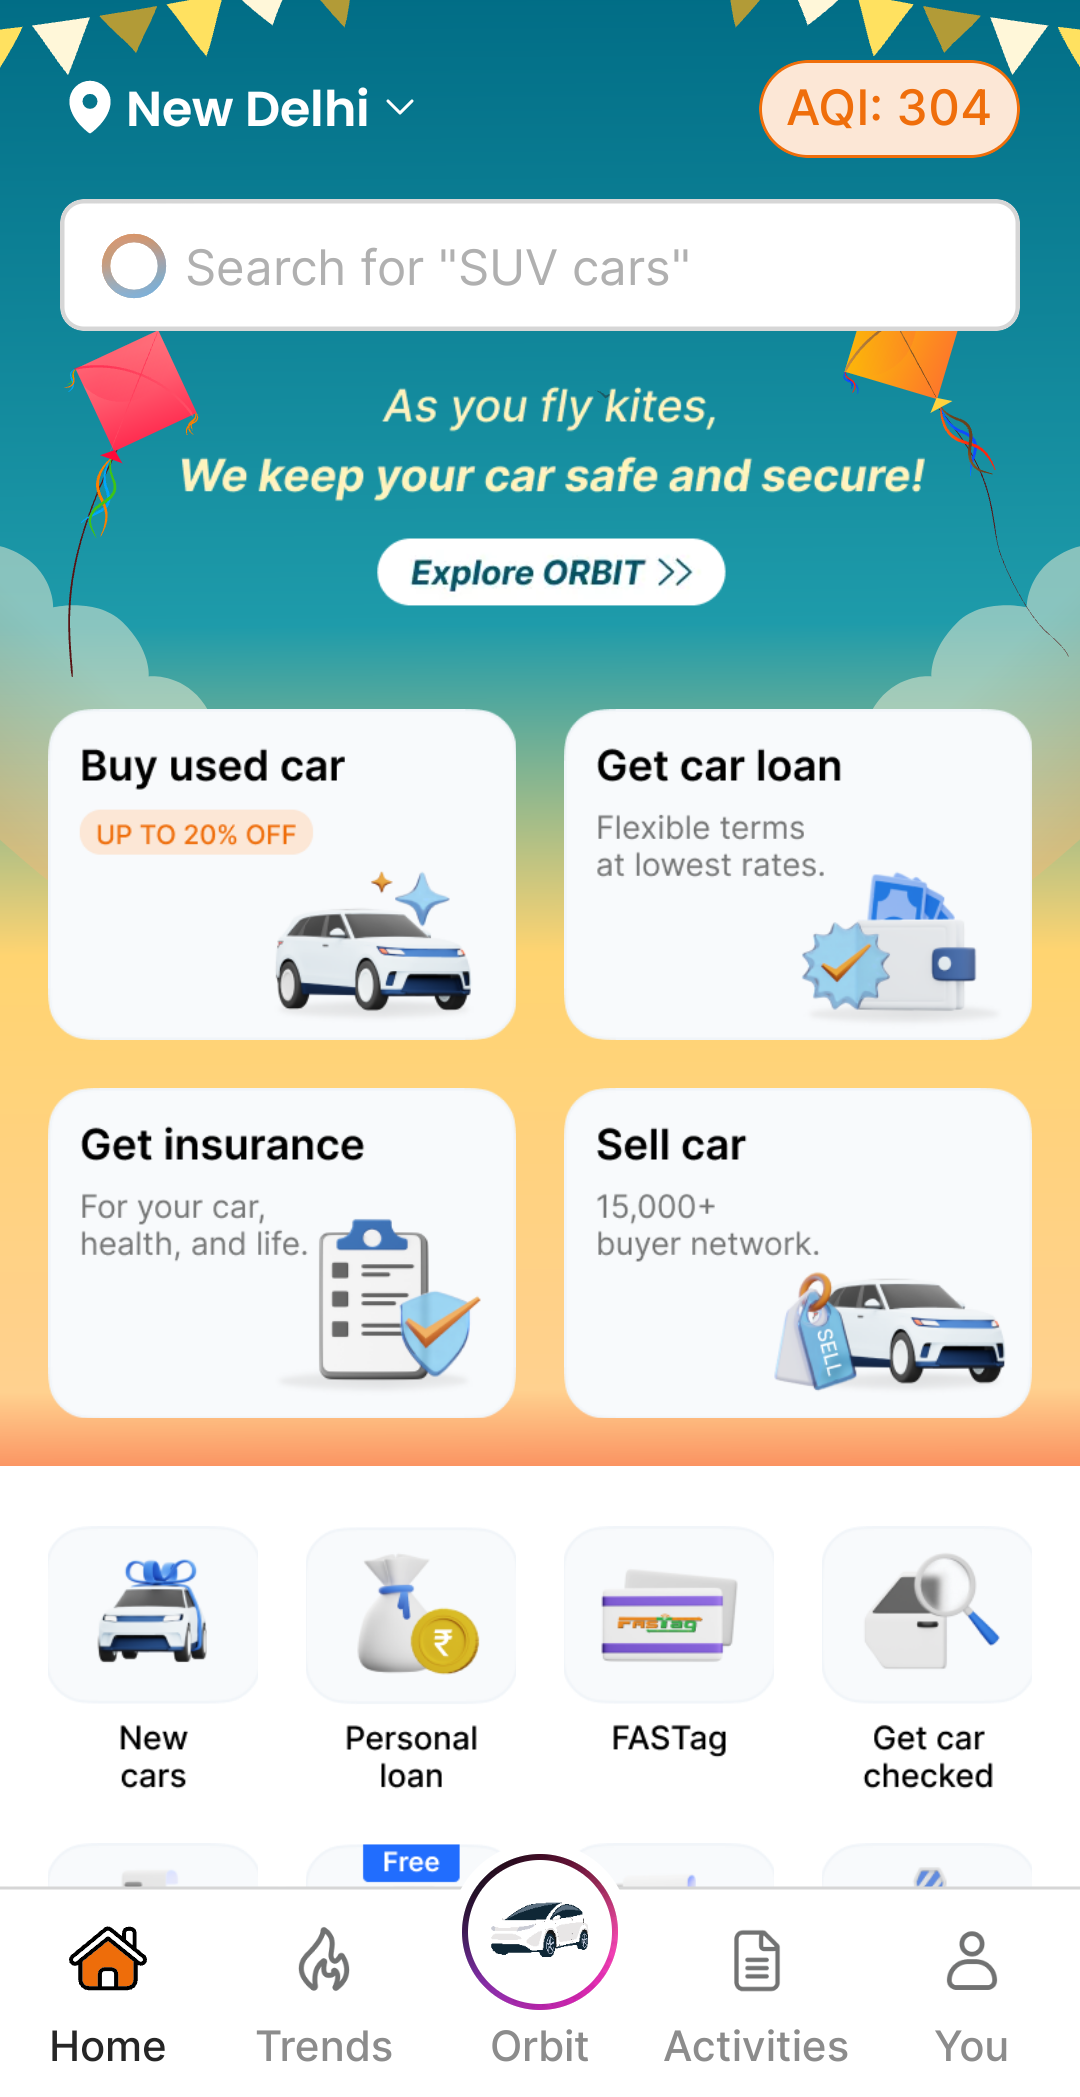 New Delhi
AQI: 304
Search for "SUV cars"
As you fly kites,
We keep your car safe and secure!
Explore ORBIT >>
Buy used car
UP TO 20% OFF
Get car loan
Flexible terms
at lowest rates.
Get insurance
For your car,
health, and life.
Sell car
15,000+
buyer network.
SELL
New
cars
Personal
loan
FASTag
FASTag
Get car
checked
Free
Home
Trends
Orbit
Activities
You